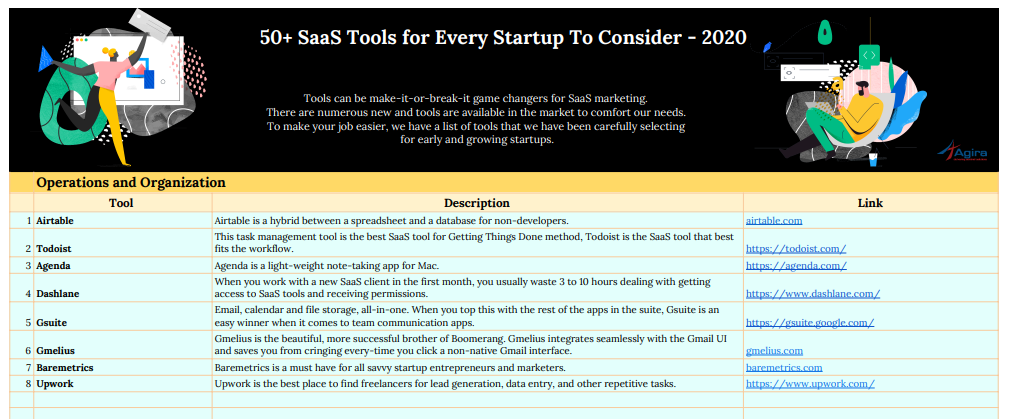 50+ SaaS Tools for Every Startup To Consider - 2020
Tools can be make-it-or-break-it game changers for SaaS marketing.
There are numerous new and tools are available in the market to comfort our needs.
To make your job easier, we have a list of tools that we have been carefully selecting
for early and growing startups.
Agira
Operations and Organization
Tool Description Link
1 Airtable Airtable is a hybrid between a spreadsheet and a database for non-developers. airtable.com
This task management tool is the best SaaS tool for Getting Things Done method, Todoist is the SaaS tool that best
2 Todoist fits the workflow. https://todoist.com/
3 Agenda Agenda is a light-weight note-taking app for Mac. https://agenda.com/
When you work with a new SaaS client in the first month, you usually waste 3 to 10 hours dealing with getting
4 Dashlane access to SaaS tools and receiving permissions. https://www.dashlane.com/
Email, calendar and file storage, all-in-one. When you top this with the rest of the apps in the suite, Gsuite is an
5 Gsuite easy winner when it comes to team communication apps. https://gsuite.google.com/
Gmelius is the beautiful, more successful brother of Boomerang. Gmelius integrates seamlessly with the Gmail UI
6 Gmelius and saves you from cringing every-time you click a non-native Gmail interface. gmelius.com
7 Baremetrics Baremetrics is a must have for all savvy startup entrepreneurs and marketers. baremetrics.com
8 Upwork Upwork is the best place to find freelancers for lead generation, data entry, and other repetitive tasks. https://www.upwork.com/